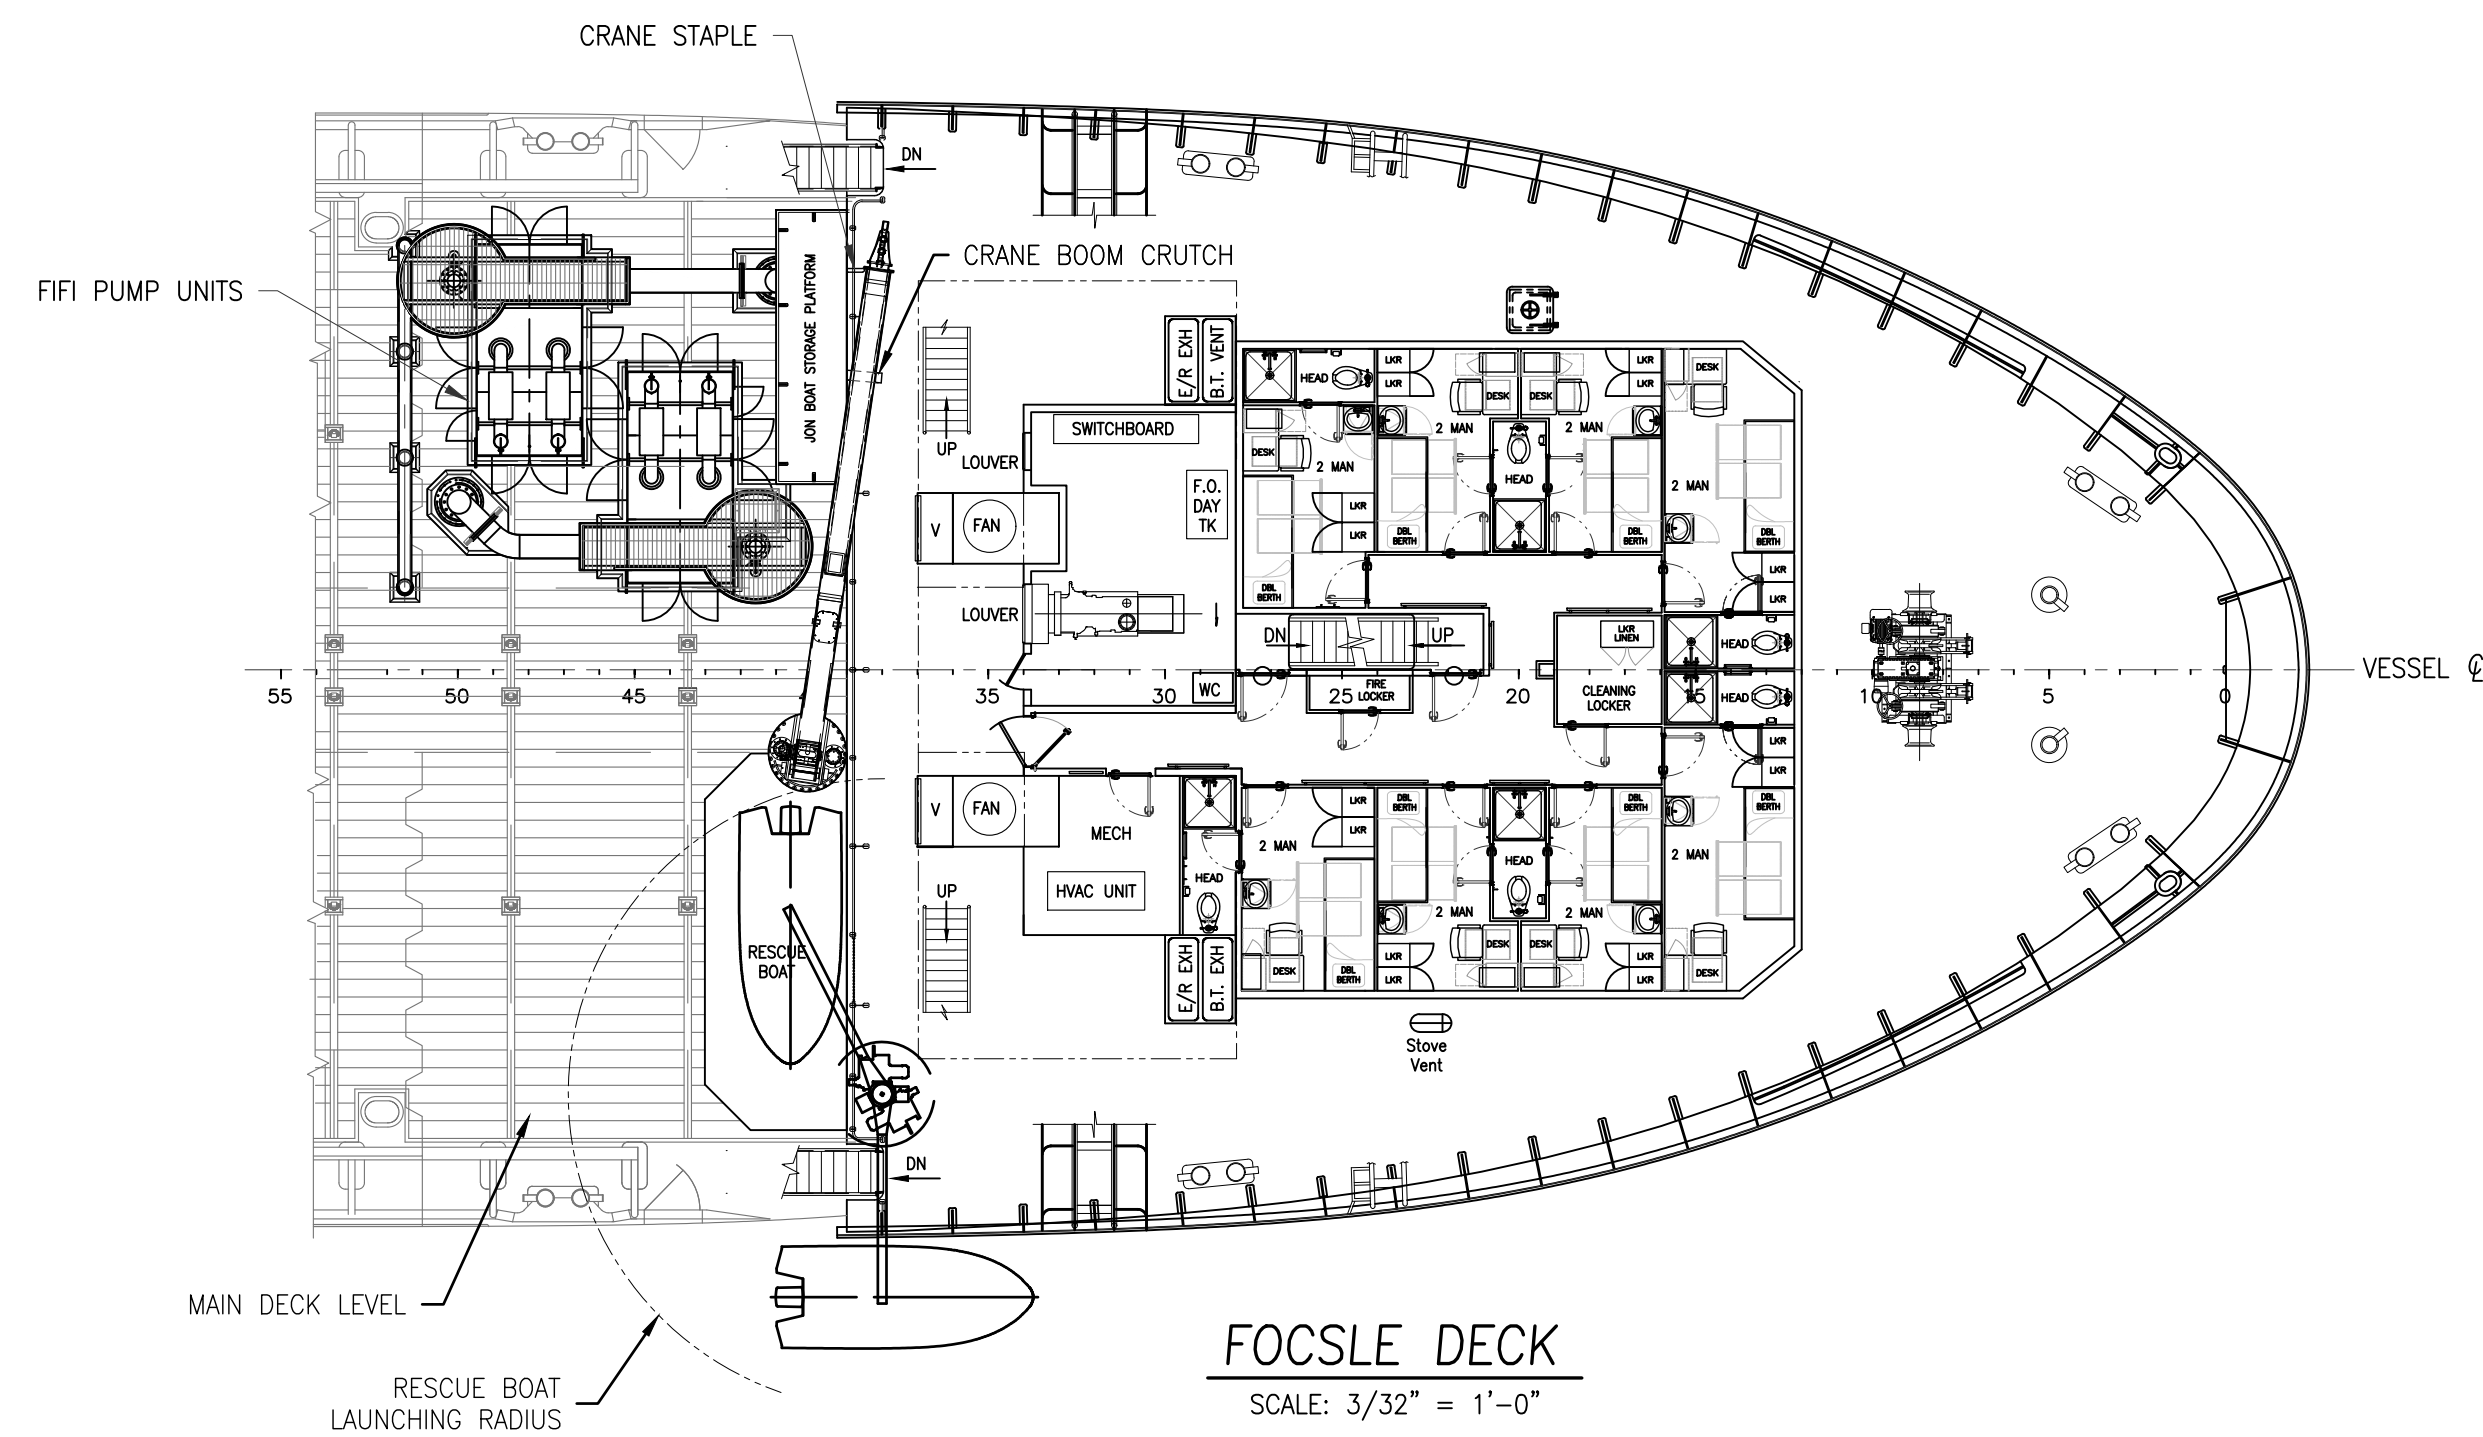 CRANE STAPLE
DN
CRANE BOOM CRUTCH
FIFI PUMP UNITS
JON BOAT STORAGE PLATFORM
E/R EXH
B.T. VENT
UP
LOUVER
SWITCHBOARD
F.O.
DAY
TK
V
FAN
LOUVER
WC
HEAD
DESK
2 MAN
LKR
LKR
DBL
BERTH
LKR
LKR
2 MAN
DESK
DBL
BERTH
HEAD
DESK
2 MAN
LKR
LKR
DBL
BERTH
DESK
2 MAN
DBL
BERTH
LKR
LKR
DN
UP
LKR
LINEN
HEAD
HEAD
FIRE
LOCKER
CLEANING
LOCKER
55
50
45
35
30
25
20
15
10
5
0
VESSEL ℄
V
FAN
MECH
HVAC UNIT
HEAD
UP
E/R EXH
B.T. EXH
2 MAN
LKR
LKR
DESK
DBL
BERTH
DBL
BERTH
2 MAN
LKR
LKR
DESK
HEAD
DBL
BERTH
2 MAN
DESK
LKR
LKR
LKR
LKR
DBL
BERTH
2 MAN
DESK
RESCUE
BOAT
Stove
Vent
DN
MAIN DECK LEVEL
RESCUE BOAT
LAUNCHING RADIUS
FOCSLE DECK
SCALE: 3/32" = 1'-0"